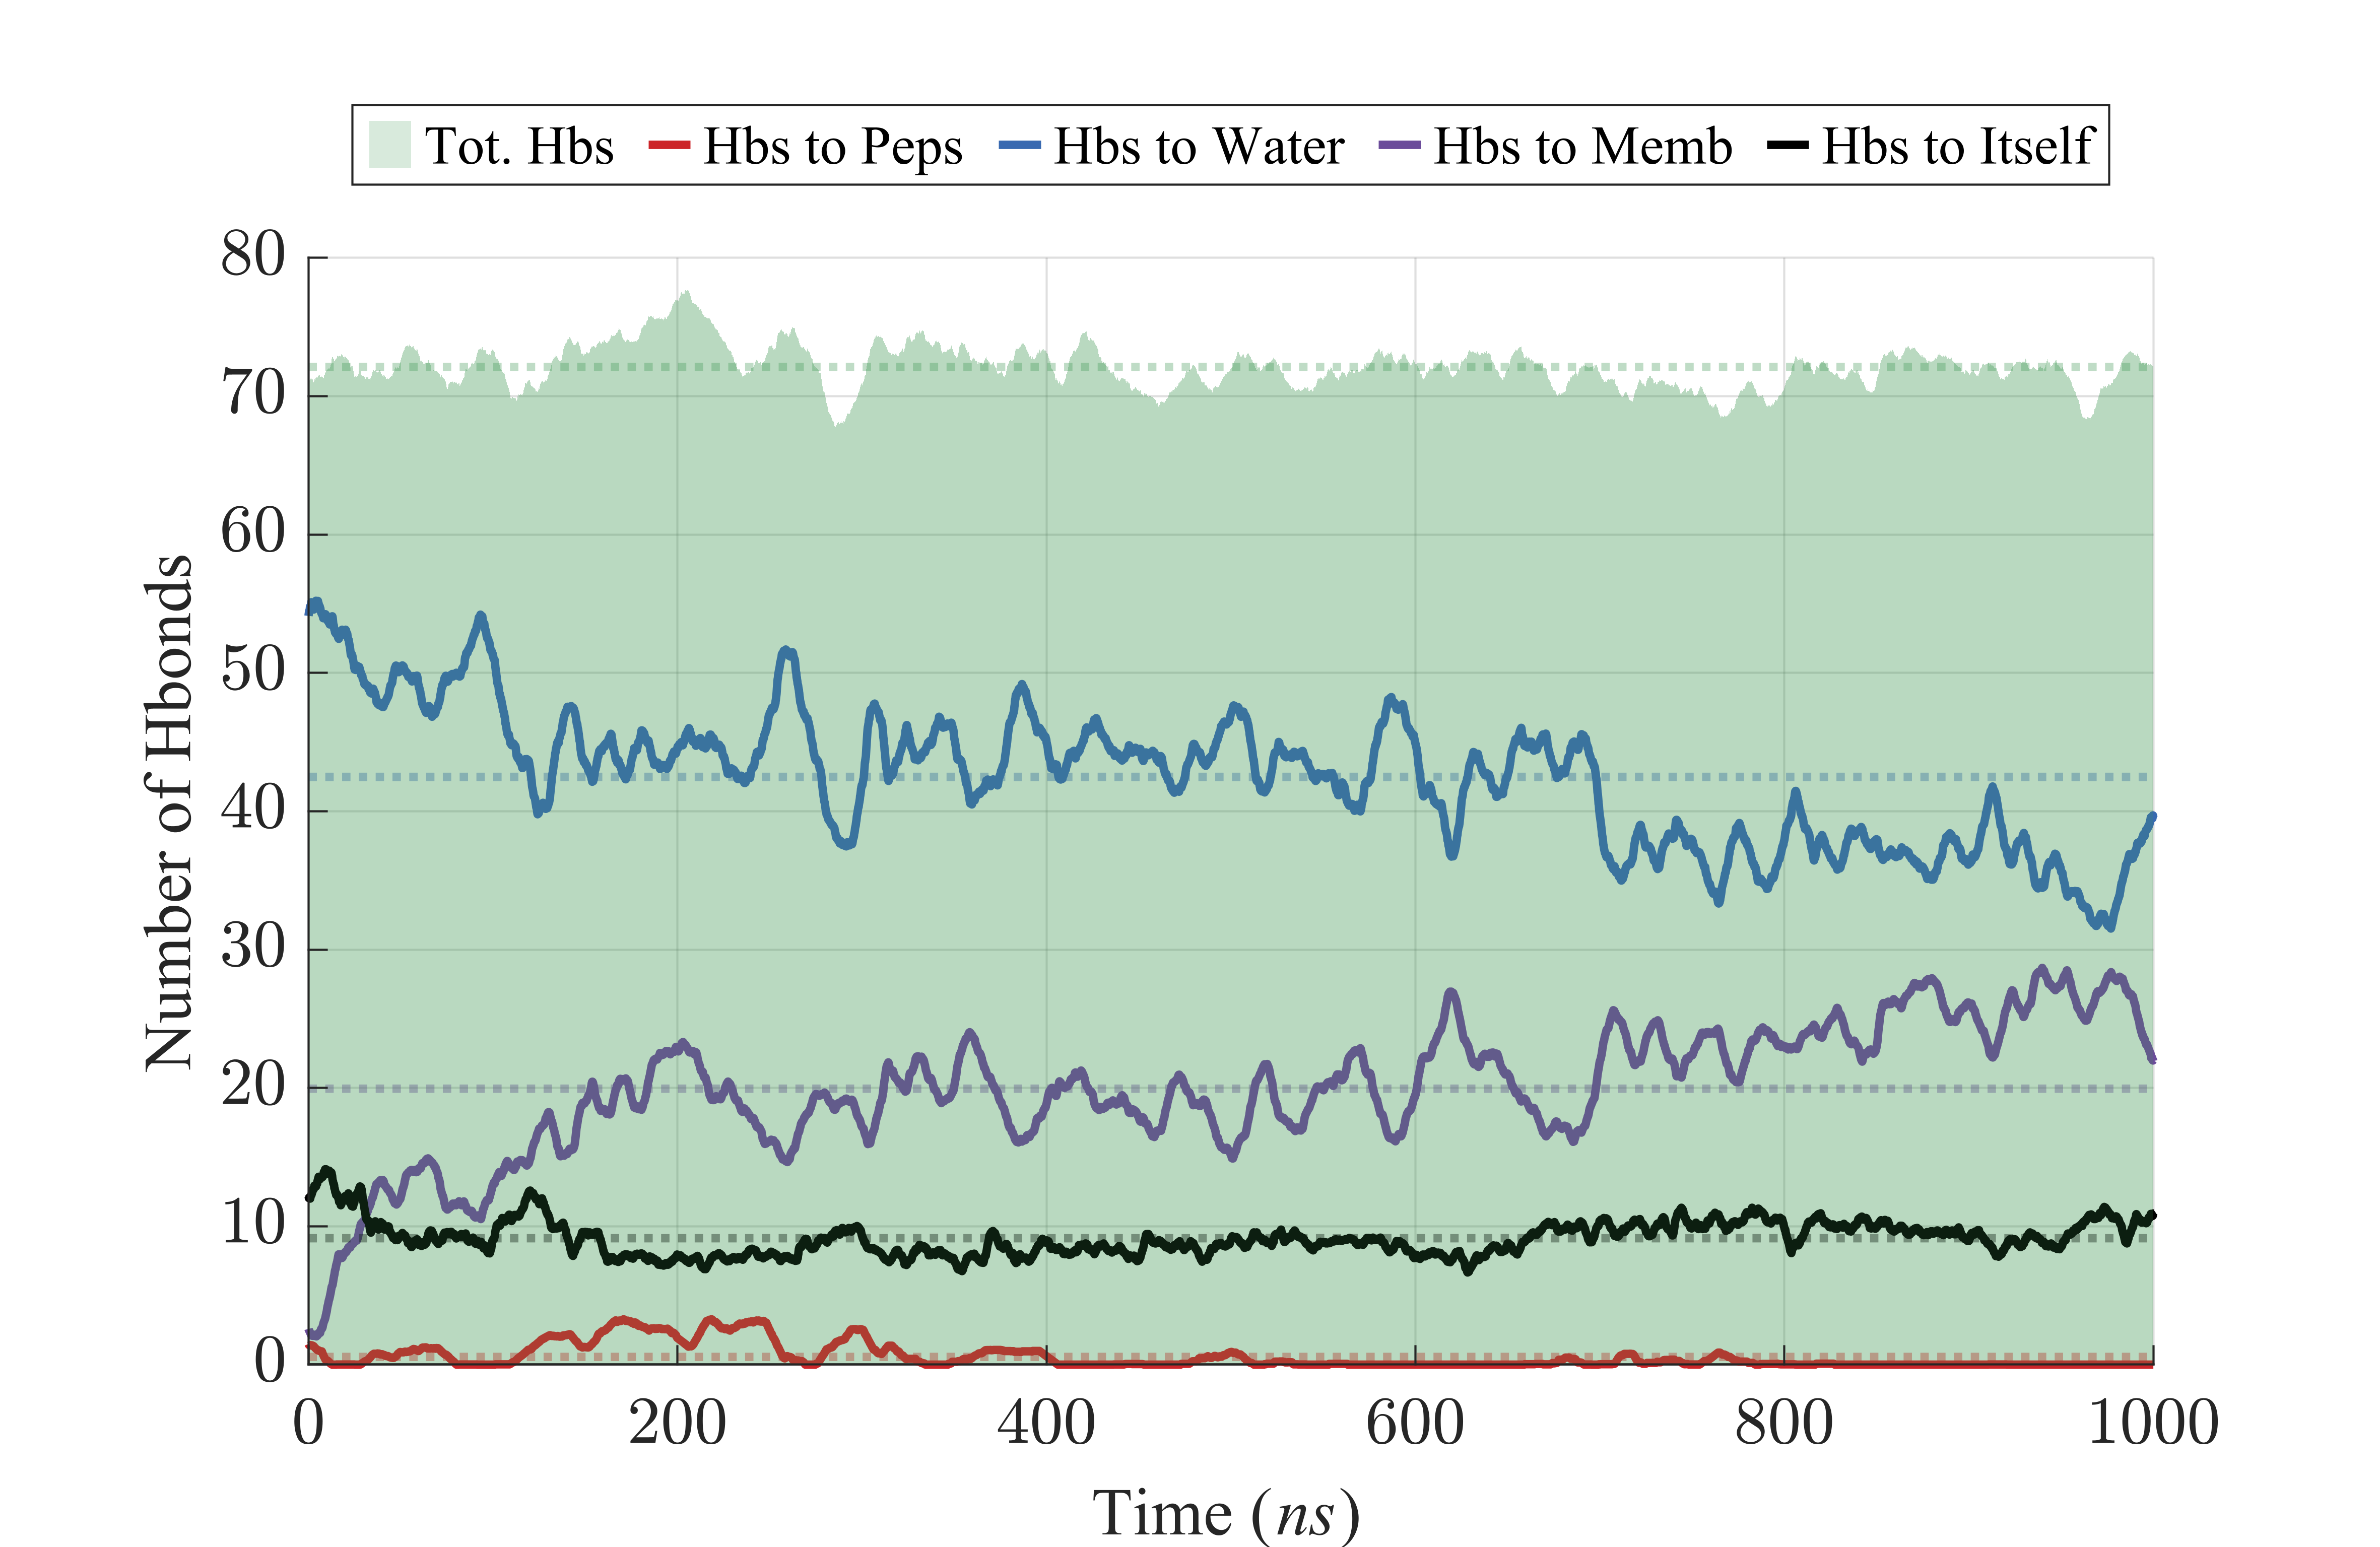 Tot. Hbs Hbs to Peps Hbs to Water Hbs to Memb Hbs to Itself
80
70
60
50
40
30
20
10
0
Number of Hbonds
0 200 400 600 800 1000
Time (ns)